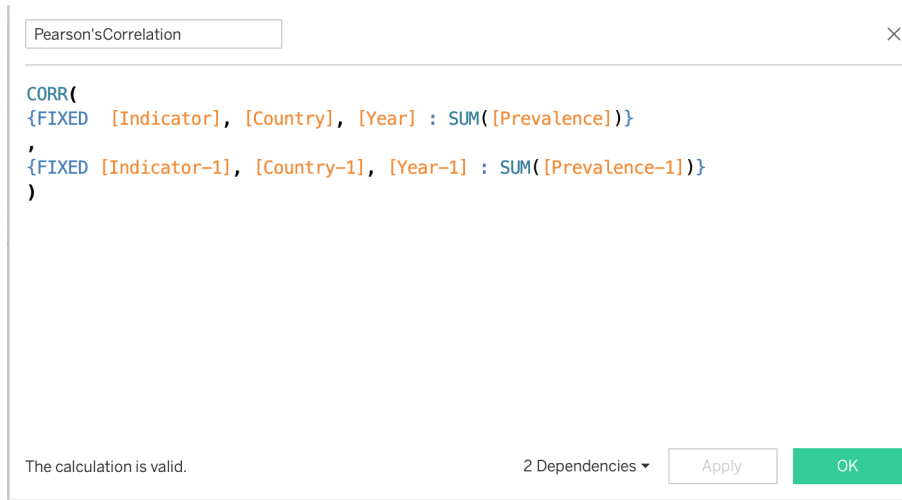 Pearson'sCorrelation
CORR(
{FIXED  [Indicator], [Country], [Year] : SUM([Prevalence])}
,
{FIXED [Indicator-1], [Country-1], [Year-1] : SUM([Prevalence-1])}
)
The calculation is valid.
2 Dependencies
Apply
OK